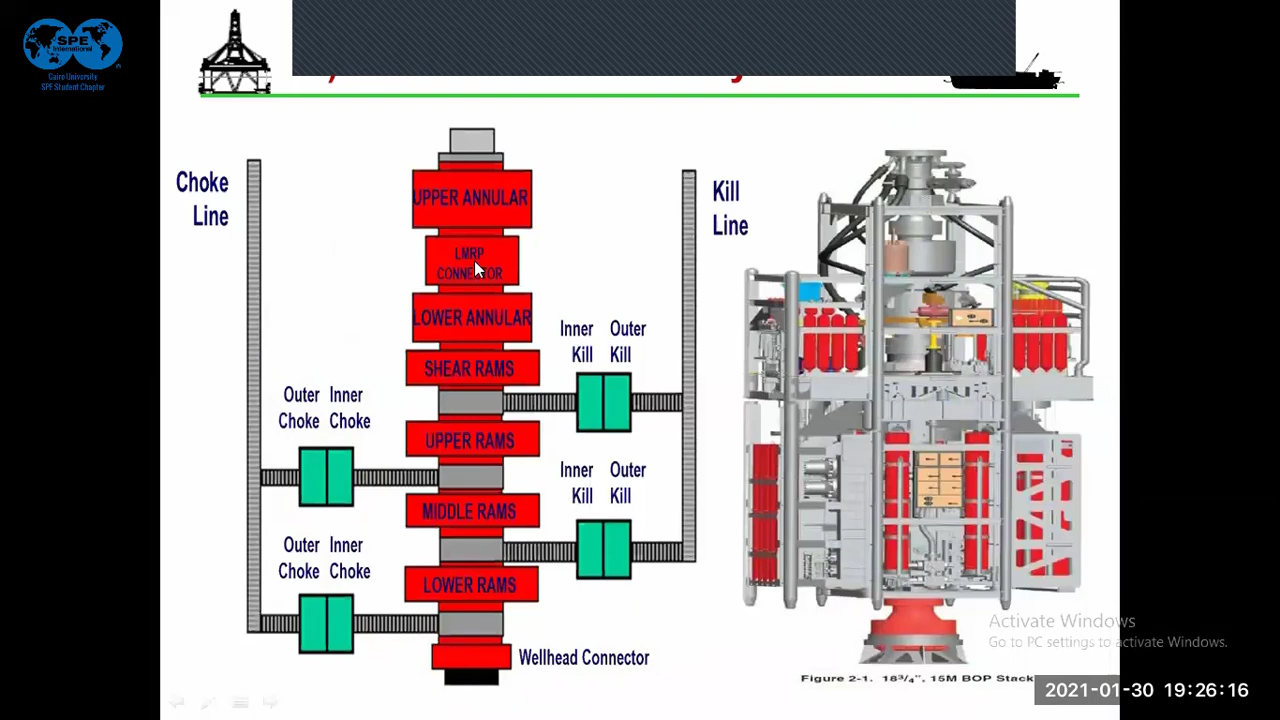 SPE
International
Cairo University
SPE Student Chapter
Choke
Line
UPPER ANNULAR
LMRP
CONNECTOR
LOWER ANNULAR
SHEAR RAMS
UPPER RAMS
MIDDLE RAMS
LOWER RAMS
Wellhead Connector
Kill
Line
Inner Outer
Kill Kill
Outer Inner
Choke Choke
Inner Outer
Kill Kill
Outer Inner
Choke Choke
Activate Windows
Go to PC settings to activate Windows.
Figure 2-1. 18¾", 15M BOP Stack
2021-01-30 19:26:16